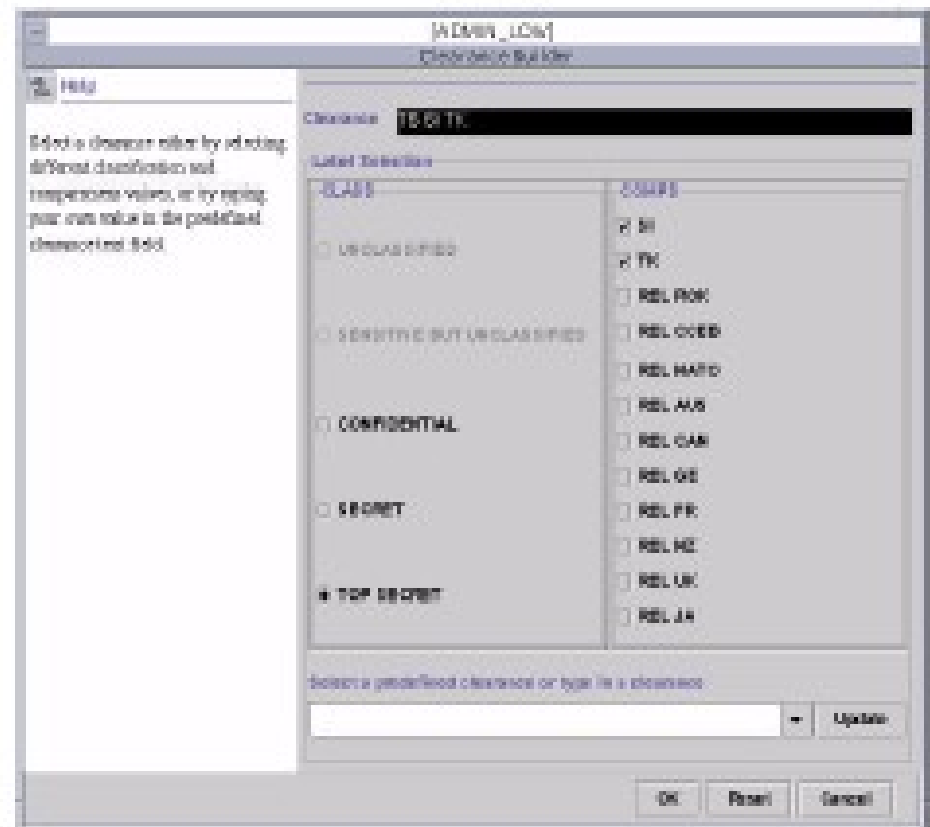 [ADMIN_LOW]
Clearance Builder
Help
Select a clearance either by selecting
different classification and
compartment values, or by typing
your own value in the predefined
clearance text field.
Clearance TS SI TK
Label Selection
CLASS
UNCLASSIFIED
SENSITIVE BUT UNCLASSIFIED
CONFIDENTIAL
SECRET
TOP SECRET
COMPS
SI
TK
REL ROK
REL CCEB
REL NATO
REL AUS
REL CAN
REL GE
REL FR
REL NZ
REL UK
REL JA
Select a predefined clearance or type in a clearance
Update
OK
Reset
Cancel